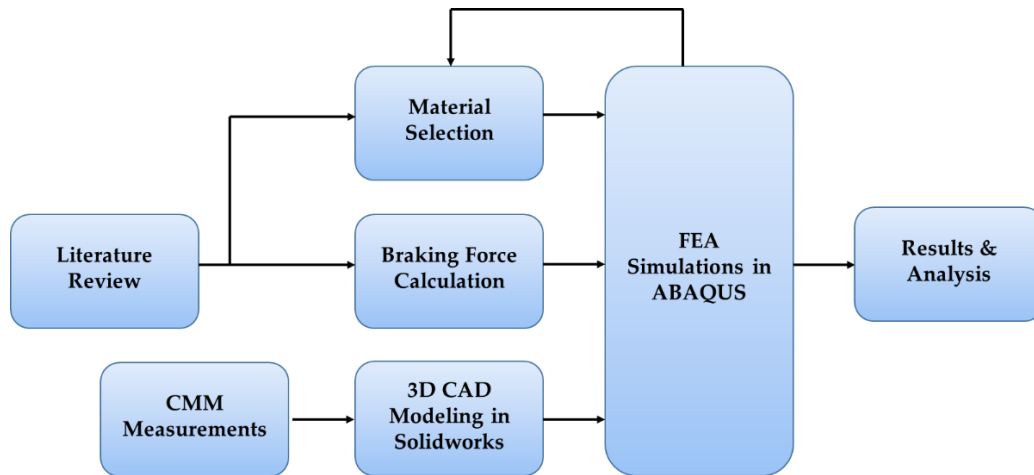 Material
Selection
Literature
Review
Braking Force
Calculation
FEA
Simulations in
ABAQUS
Results &
Analysis
CMM
Measurements
3D CAD
Modeling in
Solidworks